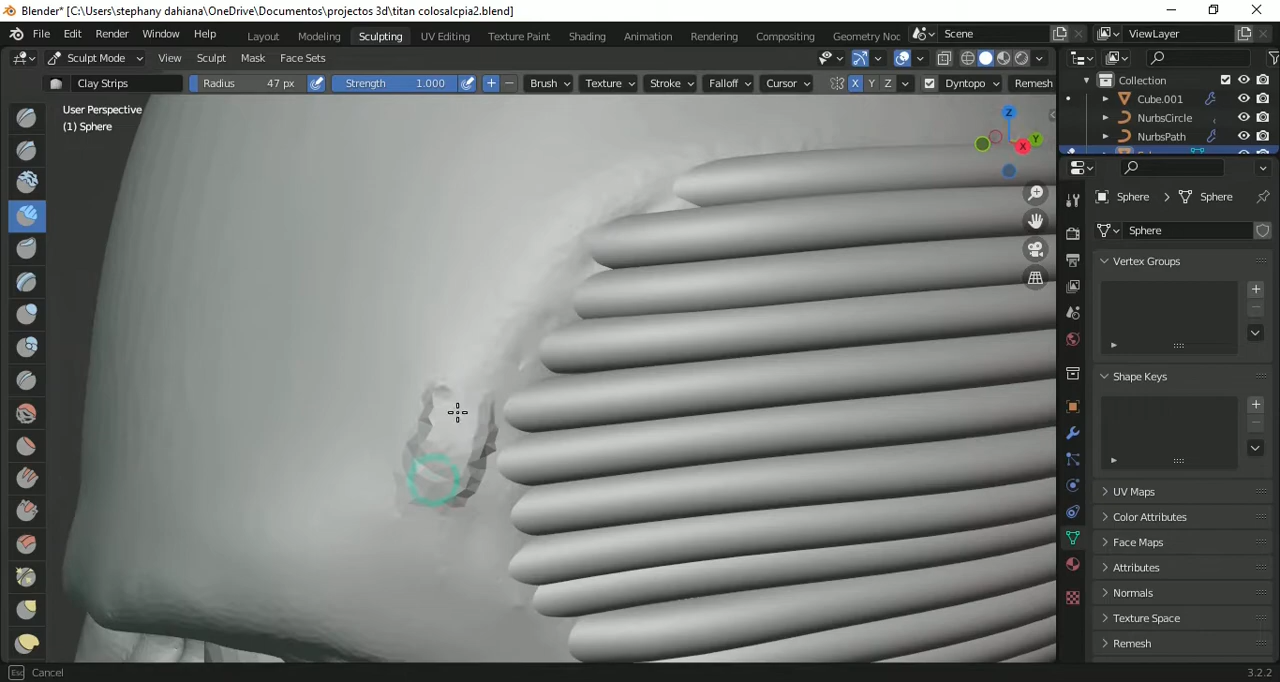 Blender* [C:\Users\stephany dahiana\OneDrive\Documentos\projectos 3d\titan colosalcpia2.blend]
File Edit Render Window Help Layout Modeling Sculpting UV Editing Texture Paint Shading Animation Rendering Compositing Geometry Noc Scene ViewLayer
Sculpt Mode View Sculpt Mask Face Sets
Clay Strips Radius 47 px Strength 1.000 Brush Texture Stroke Falloff Cursor X Y Z Dyntopo Remesh
Collection
Cube.001
NurbsCircle
NurbsPath
User Perspective
(1) Sphere
Z
Y
X
Sphere > Sphere
Sphere
Vertex Groups
Shape Keys
UV Maps
Color Attributes
Face Maps
Attributes
Normals
Texture Space
Remesh
Esc Cancel 3.2.2